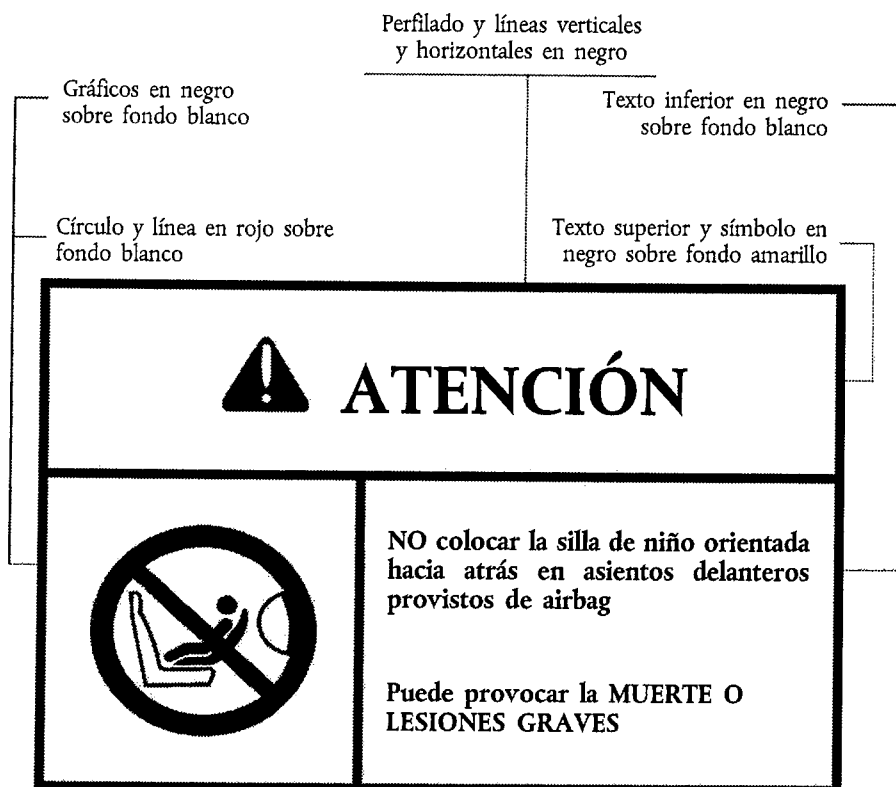 Perfilado y líneas verticales
y horizontales en negro
Gráficos en negro
sobre fondo blanco
Texto inferior en negro
sobre fondo blanco
Círculo y línea en rojo sobre
fondo blanco
Texto superior y símbolo en
negro sobre fondo amarillo
ATENCIÓN
NO colocar la silla de niño orientada
hacia atrás en asientos delanteros
provistos de airbag
Puede provocar la MUERTE O
LESIONES GRAVES